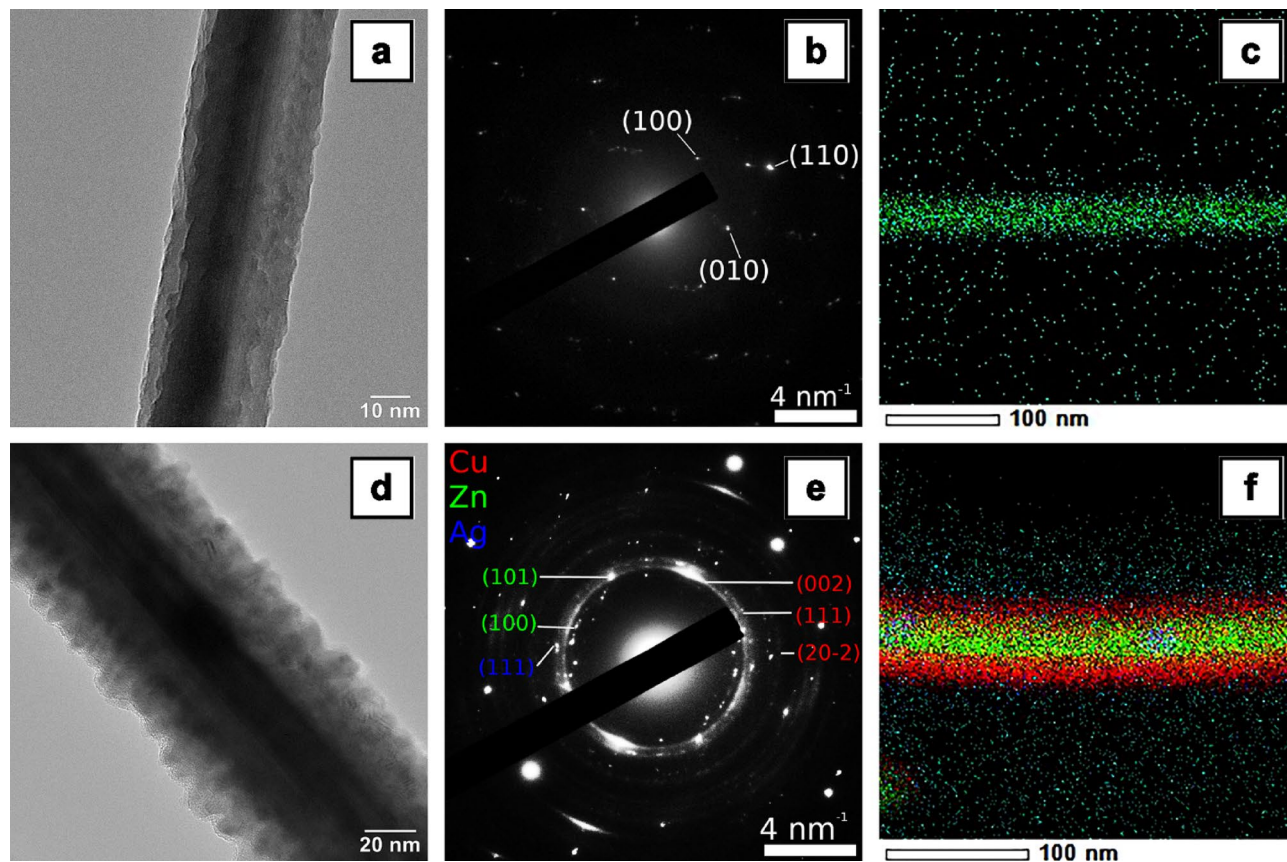 a
10 nm
b
(100)
(110)
(010)
4 nm⁻¹
c
100 nm
d
20 nm
e
Cu
Zn
Ag
(101)
(002)
(100)
(111)
(111)
(20-2)
4 nm⁻¹
f
100 nm